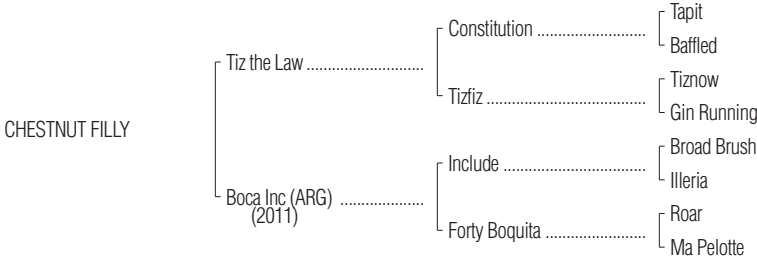 Tapit
Constitution
Baffled
Tiz the Law
Tiznow
Tizfiz
Gin Running
CHESTNUT FILLY
Broad Brush
Include
Illeria
Boca Inc (ARG)
(2011)
Roar
Forty Boquita
Ma Pelotte